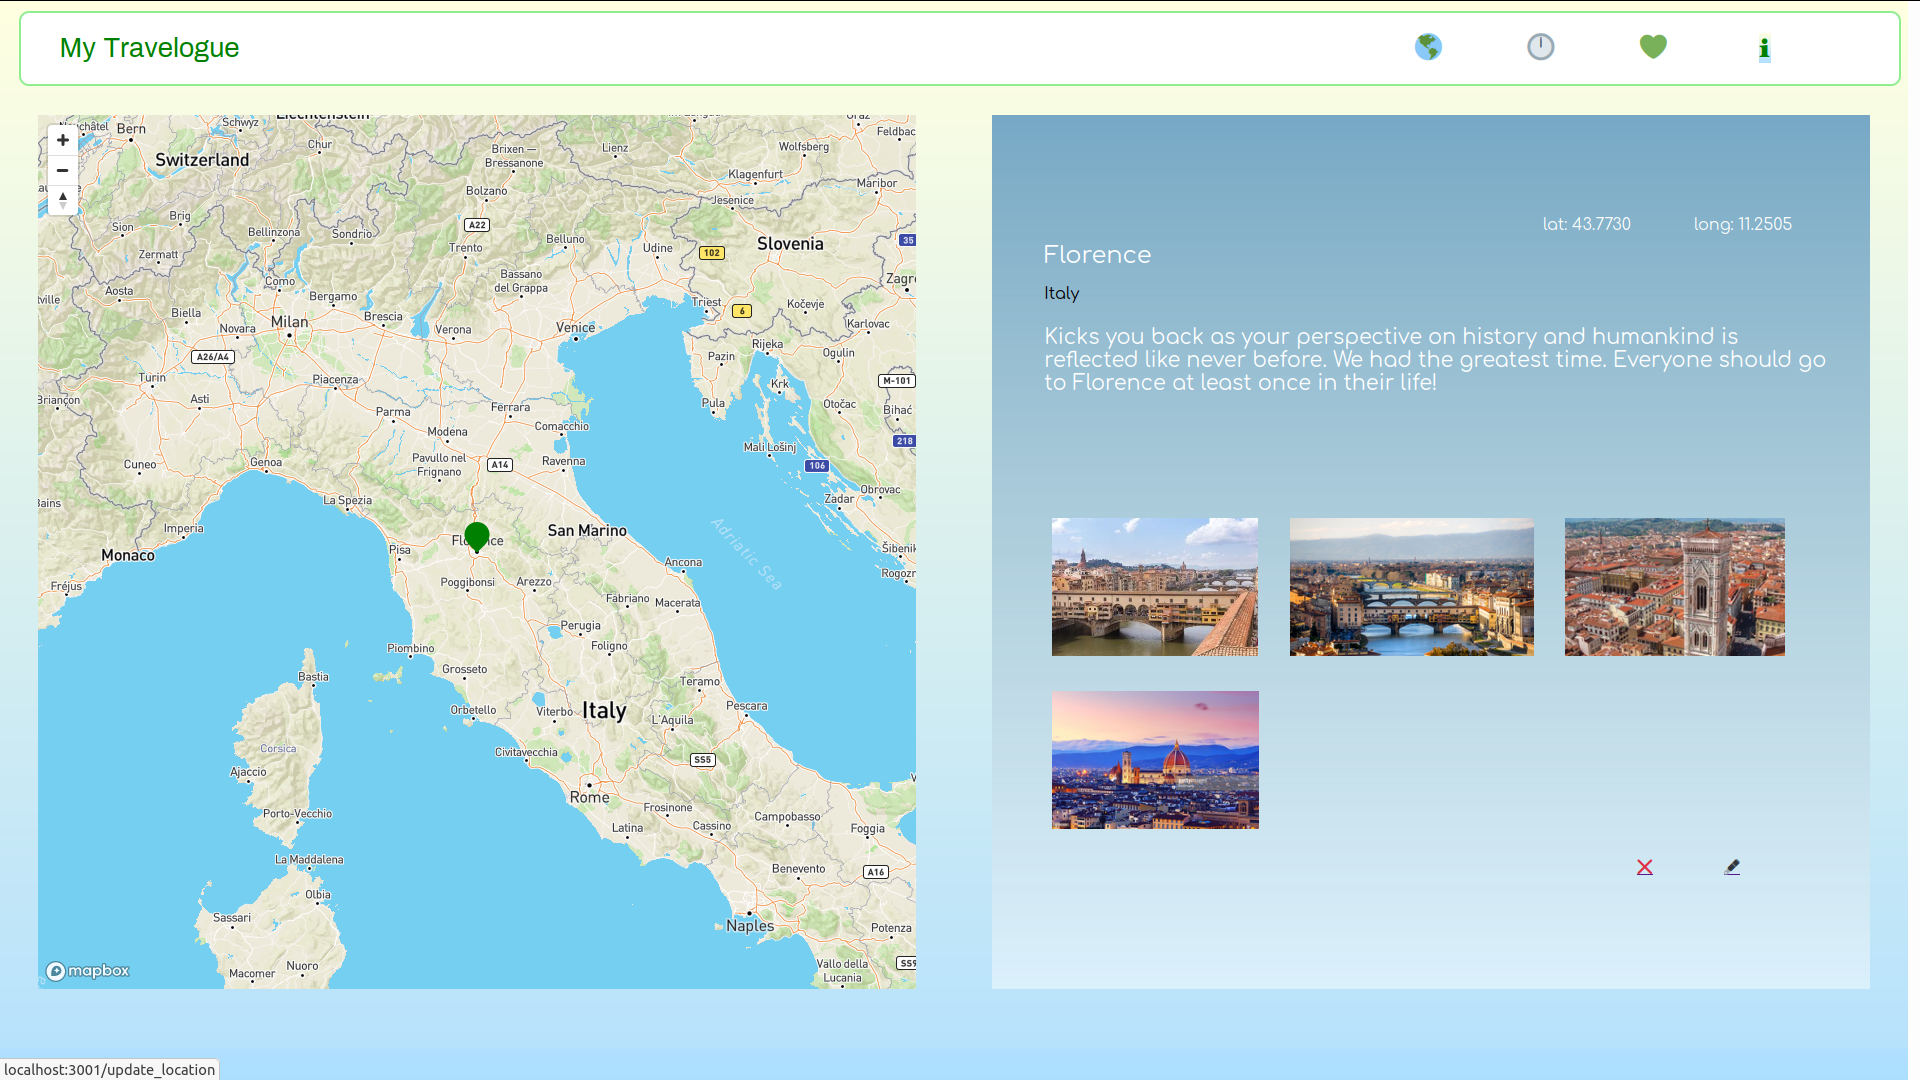 My Travelogue
i
Liechtenstein
Schwyz
Bern
Chur
Switzerland
Brixen —
Bressanone
Lienz
Wolfsberg
Feldbac
Klagenfurt
Maribor
Bolzano
Jesenice
Brig
Sion
Bellinzona
Sondrio
A22
Trento
Belluno
Udine
Slovenia
35
102
Zermatt
Aosta
Como
Bergamo
Bassano
del Grappa
Zagre
Triest
Kočevje
6
Biella
Novara
Milan
Brescia
Verona
Venice
Karlovac
Rijeka
Ogulin
Pazin
A26/A4
Turin
Piacenza
Krk
M-101
Briançon
Asti
Parma
Ferrara
Pula
Otočac
Bihać
Modena
Comacchio
Mali Lošinj
218
Cuneo
Genoa
Pavullo nel
Frignano
A14
Ravenna
106
Obrovac
Zadar
La Spezia
Imperia
Monaco
Florence
San Marino
Adriatic Sea
Šibenik
Pisa
Ancona
Rogozn
Fréjus
Poggibonsi
Arezzo
Fabriano
Macerata
Perugia
Foligno
Piombino
Grosseto
Bastia
Teramo
Orbetello
Viterbo
Italy
L'Aquila
Pescara
Corsica
Civitavecchia
SS5
Ajaccio
Rome
Frosinone
Porto-Vecchio
Latina
Cassino
Campobasso
Foggia
La Maddalena
Benevento
A16
Olbia
Sassari
Naples
Potenza
mapbox
Macomer
Nuoro
Vallo della
Lucania
SS9
lat: 43.7730
long: 11.2505
Florence
Italy
Kicks you back as your perspective on history and humankind is
reflected like never before. We had the greatest time. Everyone should go
to Florence at least once in their life!
localhost:3001/update_location